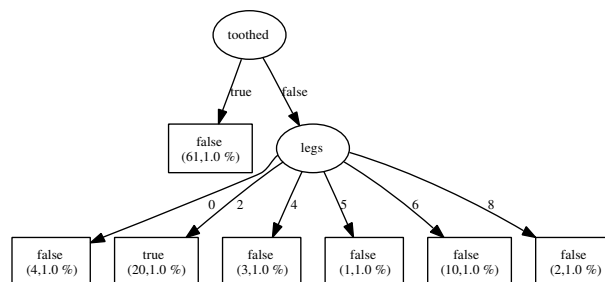 toothed
true
false
false
(61,1.0 %)
legs
0
2
4
5
6
8
false
(4,1.0 %)
true
(20,1.0 %)
false
(3,1.0 %)
false
(1,1.0 %)
false
(10,1.0 %)
false
(2,1.0 %)